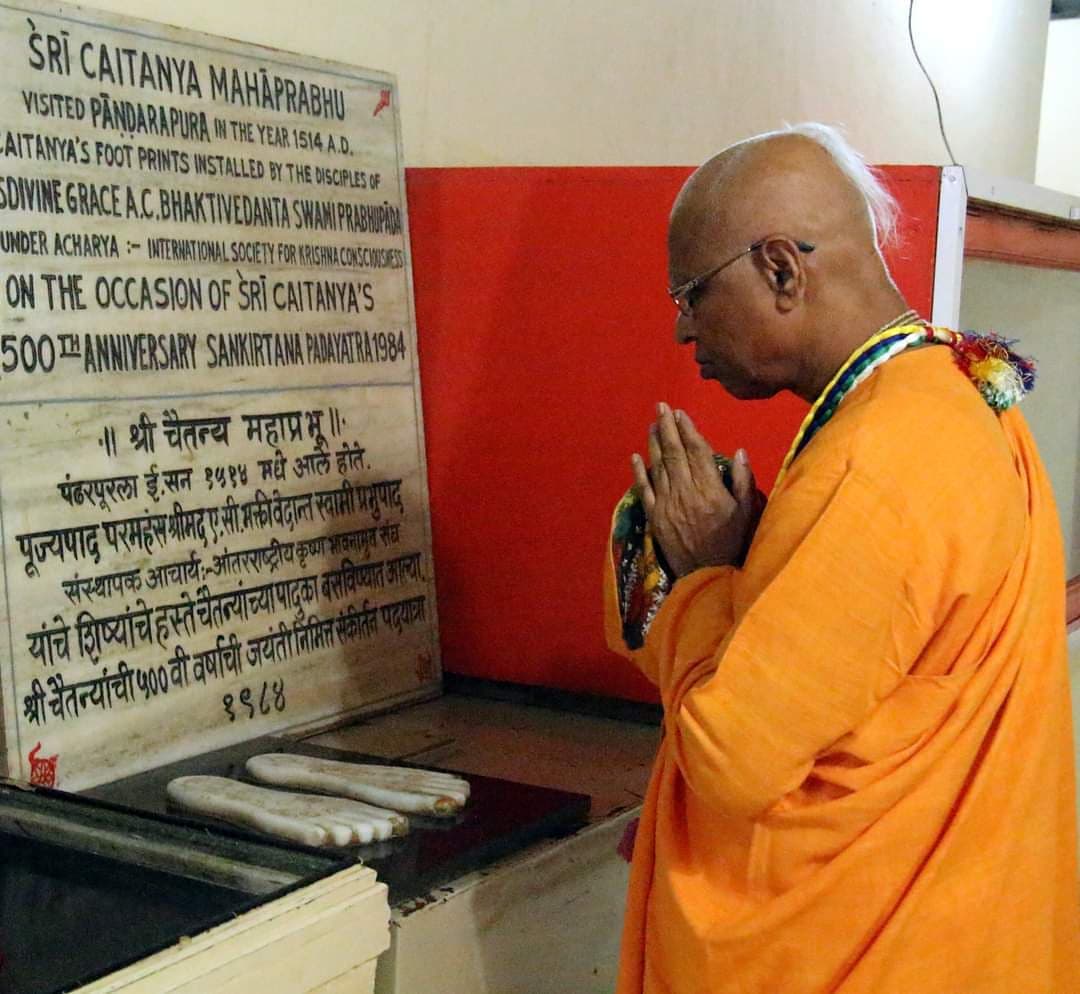 ŚRĪ CAITANYA MAHĀPRABHU
VISITED PĀṆḌARAPURA IN THE YEAR 1514 A.D.
CAITANYA'S FOOT PRINTS INSTALLED BY THE DISCIPLES OF
DIVINE GRACE A.C. BHAKTIVEDANTA SWAMI PRABHUPĀDA
UNDER ACHARYA :- INTERNATIONAL SOCIETY FOR KRISHNA CONSCIOUSNESS
ON THE OCCASION OF ŚRĪ CAITANYA'S
500TH ANNIVERSARY SANKIRTANA PADAYATRA 1984
॥ श्री चैतन्य महाप्रभू ॥
पंढरपूरला ई.सन १५१४ मधे आले होते.
पूज्यपाद परमहंस श्रीमद् ए.सी.भक्तीवेदान्त स्वामी प्रभुपाद
संस्थापक आचार्य:- आंतरराष्ट्रीय कृष्ण भावनामृत संघ
यांचे शिष्यांचे हस्ते चैतन्यांच्या पादुका बसविण्यात आल्या.
श्री चैतन्यांची ५०० वी वर्षाची जयंती निमित्त संकीर्तन पदयात्रा
१९८४